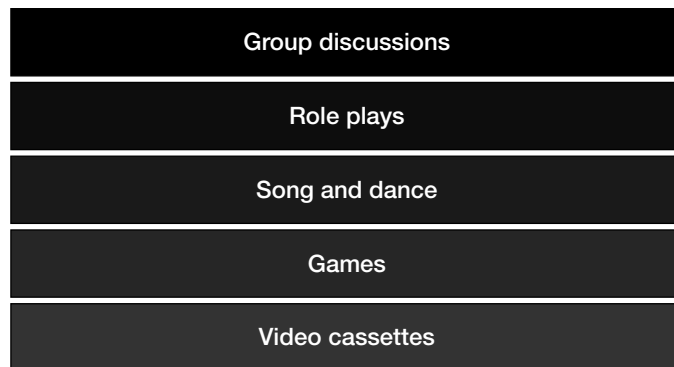 Group discussions
Role plays
Song and dance
Games
Video cassettes